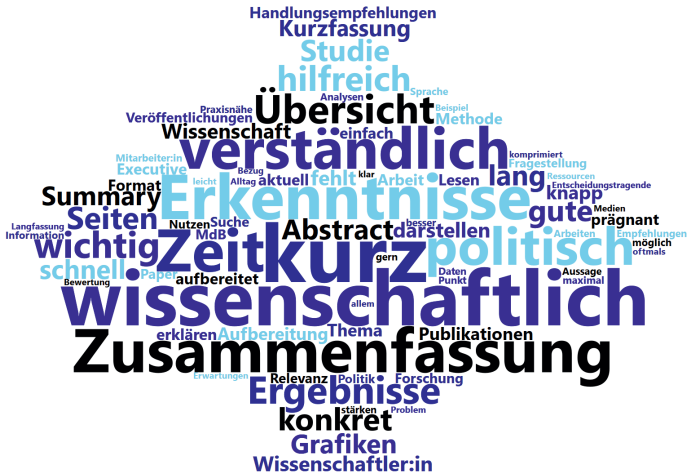 Handlungsempfehlungen
Kurzfassung
Studie
hilfreich
Sprache
Analysen
Praxisnähe
Übersicht
Beispiel
Veröffentlichungen
Methode
Wissenschaft
einfach
verständlich
komprimiert
Mitarbeiter:in
Bezug
klar
Fragestellung
Executive
fehlt
lang
Ressourcen
leicht
Alltag
aktuell
Arbeit
Lesen
Entscheidungstragende
Format
knapp
Summary
Erkenntnisse
Seiten
gute
Medien
Nutzen
Suche
Abstract
besser
prägnant
Langfassung
Information
MdB
darstellen
Arbeiten
Empfehlungen
wichtig
Zeit
kurz
politisch
möglich
oftmals
gern
schnell
Paper
aufbereitet
Daten
Aussage
Bewertung
Punkt
maximal
wissenschaftlich
allem
erklären
Aufbereitung
Thema
Publikationen
Zusammenfassung
Erwartungen
Relevanz
Politik
Forschung
Ergebnisse
stärken
Problem
konkret
Grafiken
Wissenschaftler:in